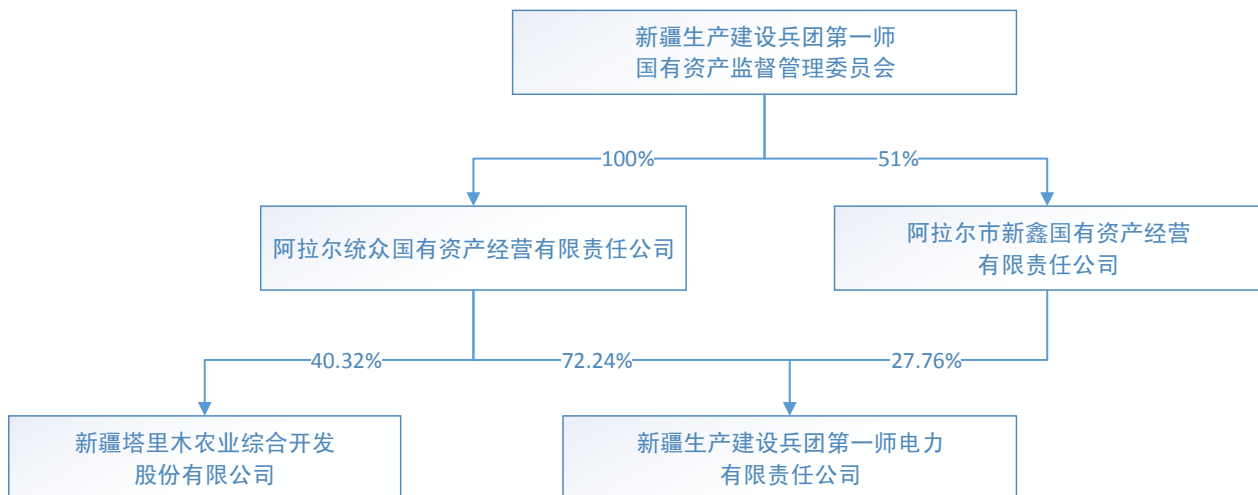 新疆生产建设兵团第一师
国有资产监督管理委员会
100%
51%
阿拉尔统众国有资产经营有限责任公司
阿拉尔市新鑫国有资产经营
有限责任公司
40.32%
72.24%
27.76%
新疆塔里木农业综合开发
股份有限公司
新疆生产建设兵团第一师电力
有限责任公司